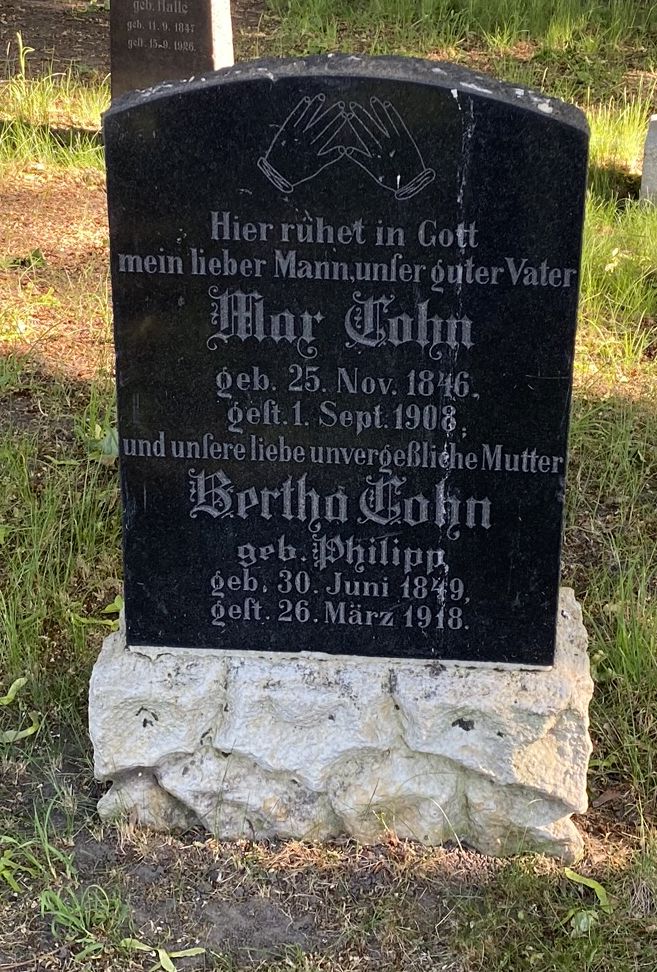 geb. Halle
geb. 11. 9. 1847
gest. 15. 9. 1926.
Hier ruhet in Gott
mein lieber Mann, unſer guter Vater
Max Cohn
geb. 25. Nov. 1846,
geſt. 1. Sept. 1908,
und unſere liebe unvergeßliche Mutter
Bertha Cohn
geb. Philipp,
geb. 30. Juni 1849,
geſt. 26. März 1918.